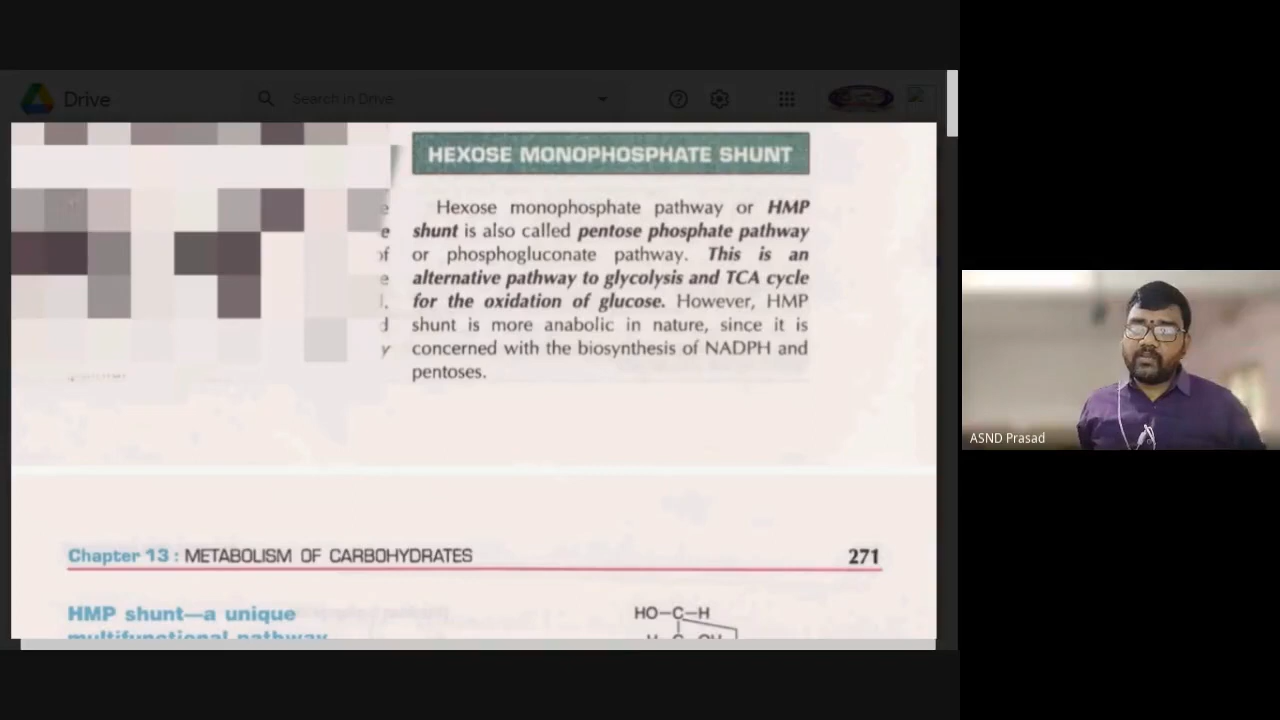 Drive
Search in Drive
HEXOSE MONOPHOSPHATE SHUNT
Hexose monophosphate pathway or HMP
shunt is also called pentose phosphate pathway
or phosphogluconate pathway. This is an
alternative pathway to glycolysis and TCA cycle
for the oxidation of glucose. However, HMP
shunt is more anabolic in nature, since it is
concerned with the biosynthesis of NADPH and
pentoses.
Chapter 13 : METABOLISM OF CARBOHYDRATES 271
HMP shunt—a unique
multifunctional pathway
HO–C–H
ASND Prasad